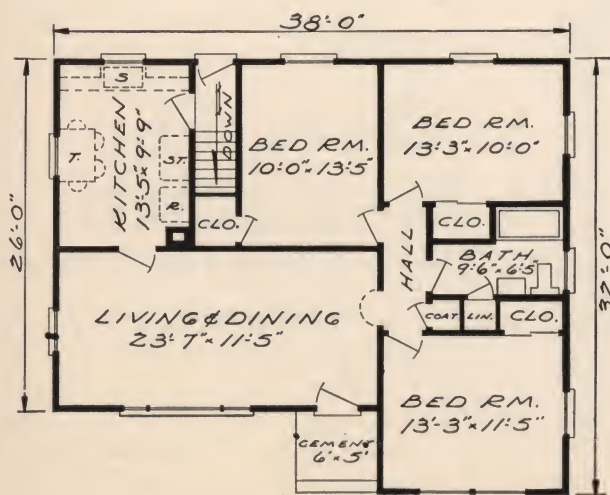 38'-0"
26'-0"
32'-0"
S
T.
KITCHEN
13'-5" x 9'-9"
ST.
R.
DOWN
BED RM.
10'-0" x 13'-5"
BED RM.
13'-3" x 10'-0"
CLO.
CLO.
HALL
BATH
9'-6" x 6'-5"
LIVING & DINING
23'-7" x 11'-5"
COAT
LIN.
CLO.
BED RM.
13'-3" x 11'-5"
CEMENT
6' x 5'